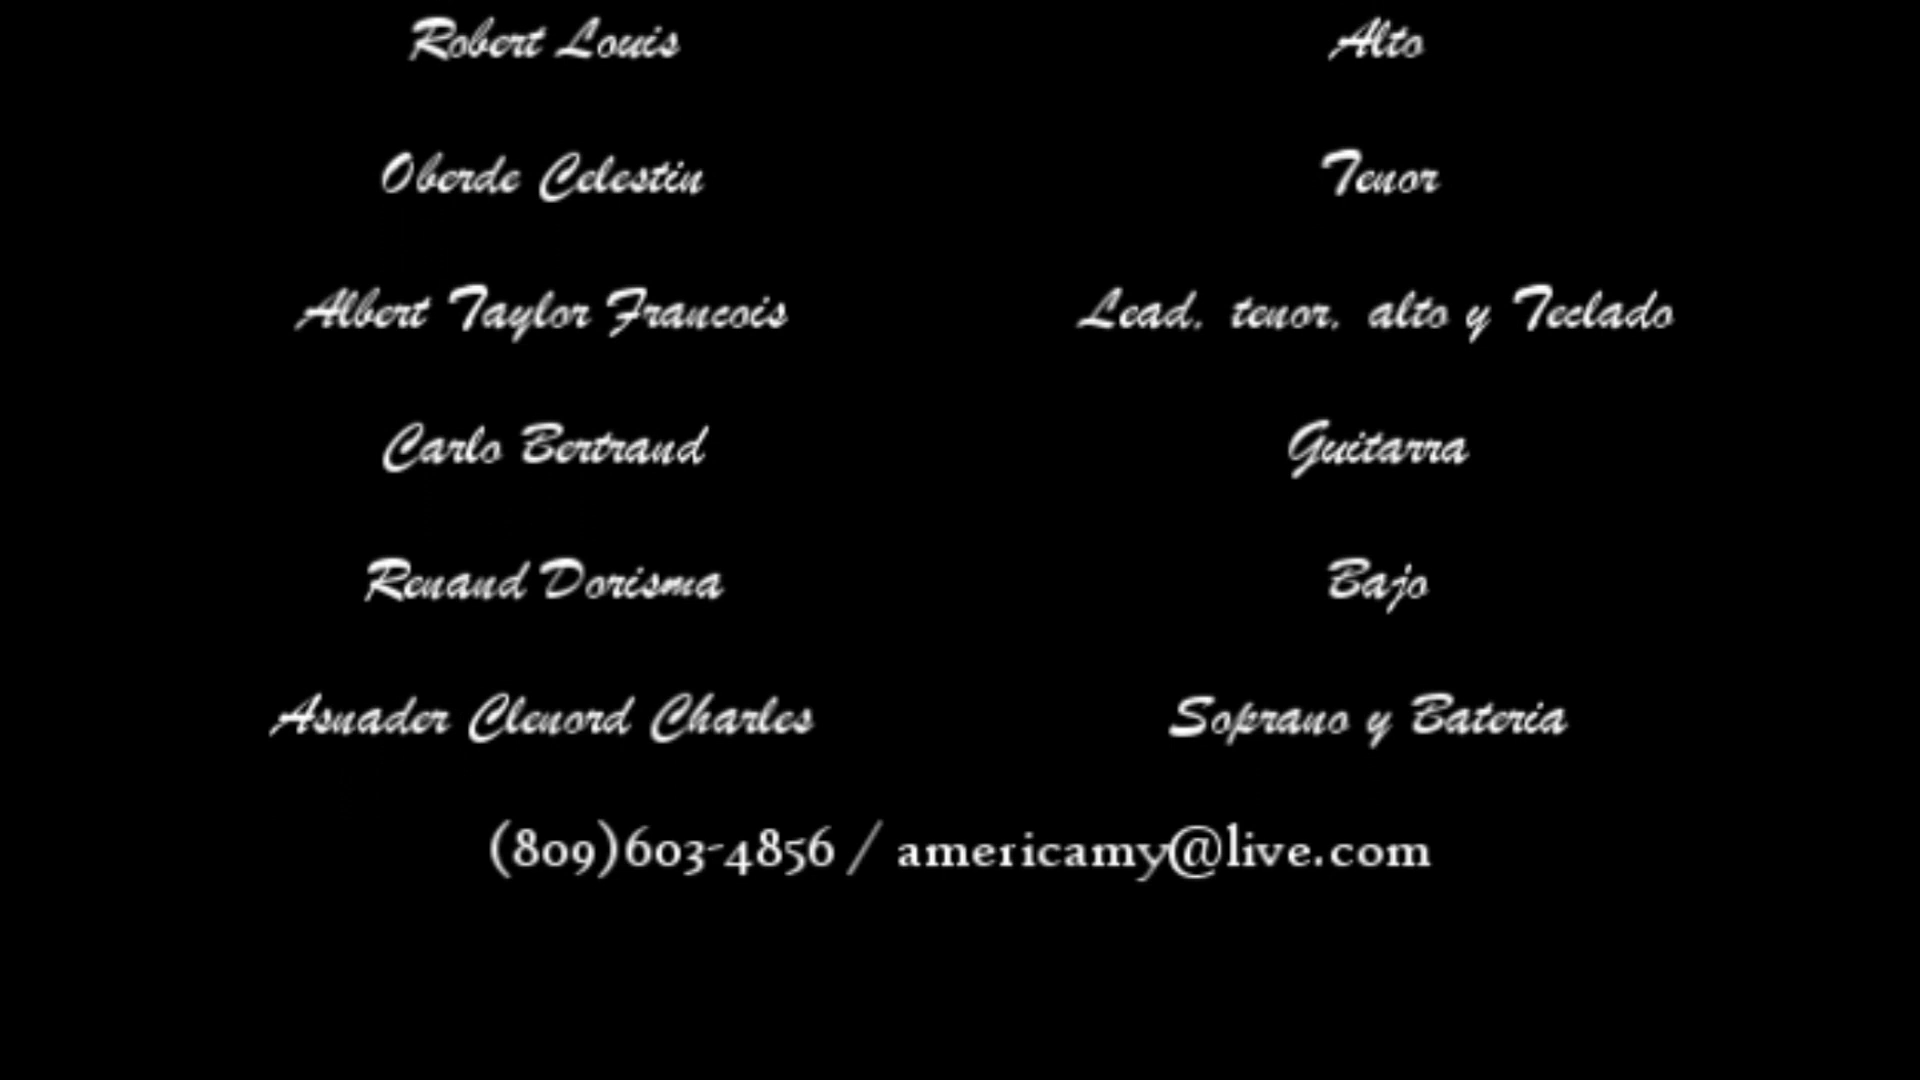 Robert Louis Alto
Oberde Celestin Tenor
Albert Taylor Francois Lead, tenor, alto y Teclado
Carlo Bertrand Guitarra
Renand Dorisma Bajo
Asnader Clenord Charles Soprano y Bateria
(809)603-4856 / americamy@live.com